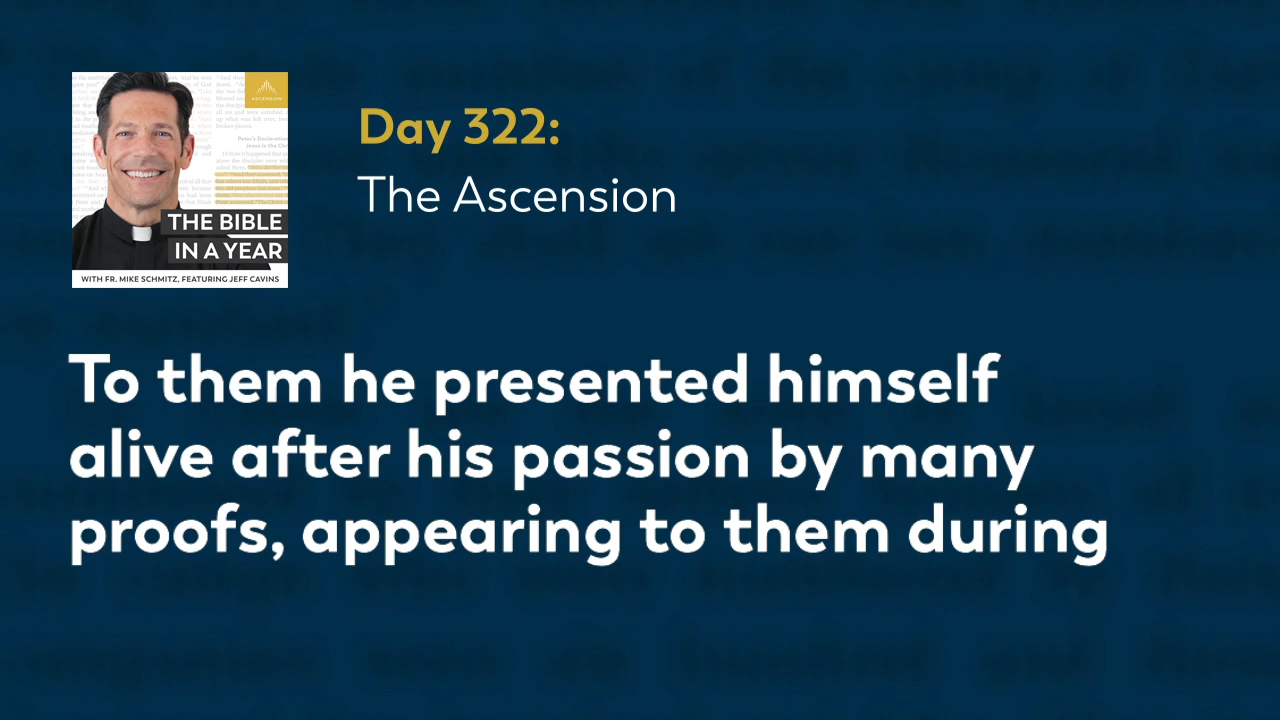 ASCENSION
THE BIBLE
IN A YEAR
WITH FR. MIKE SCHMITZ, FEATURING JEFF CAVINS
Day 322:
The Ascension
To them he presented himself
alive after his passion by many
proofs, appearing to them during